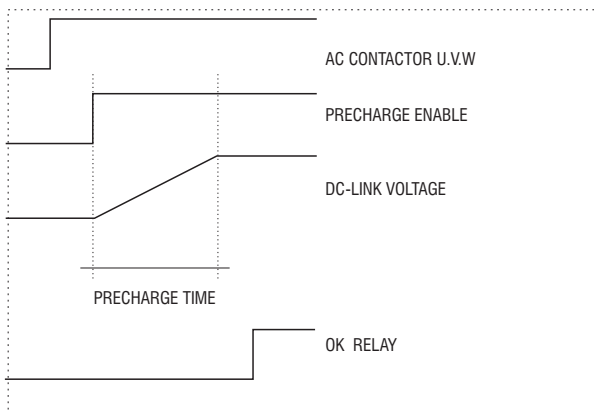 AC CONTACTOR U.V.W
PRECHARGE ENABLE
DC-LINK VOLTAGE
PRECHARGE TIME
OK RELAY